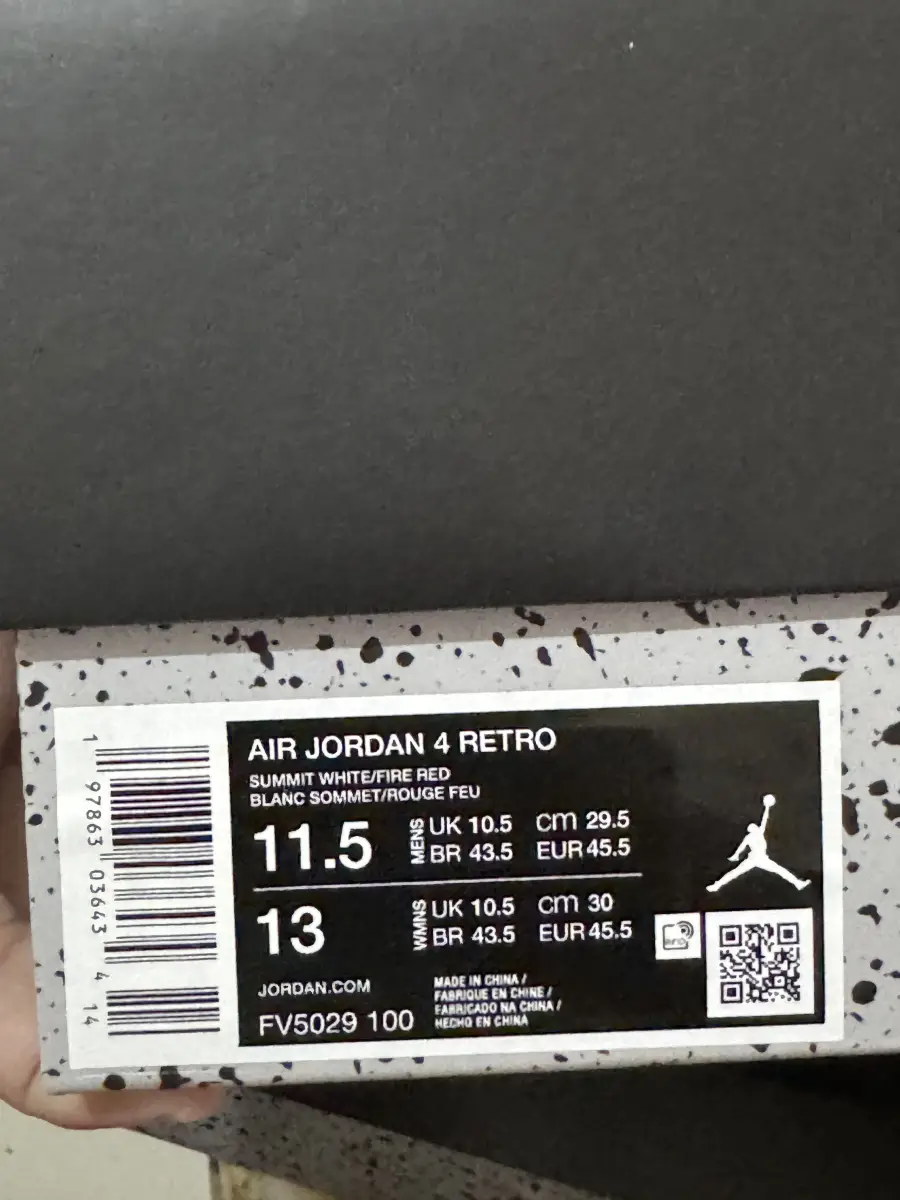 AIR JORDAN 4 RETRO
SUMMIT WHITE/FIRE RED
BLANC SOMMET/ROUGE FEU
11.5 MENS UK 10.5 cm 29.5
BR 43.5 EUR 45.5
13 WMNS UK 10.5 cm 30
BR 43.5 EUR 45.5
JORDAN.COM
FV5029 100
MADE IN CHINA /
FABRIQUE EN CHINE /
FABRICADO NA CHINA /
HECHO EN CHINA
RFID
1 97863 03643 4 14